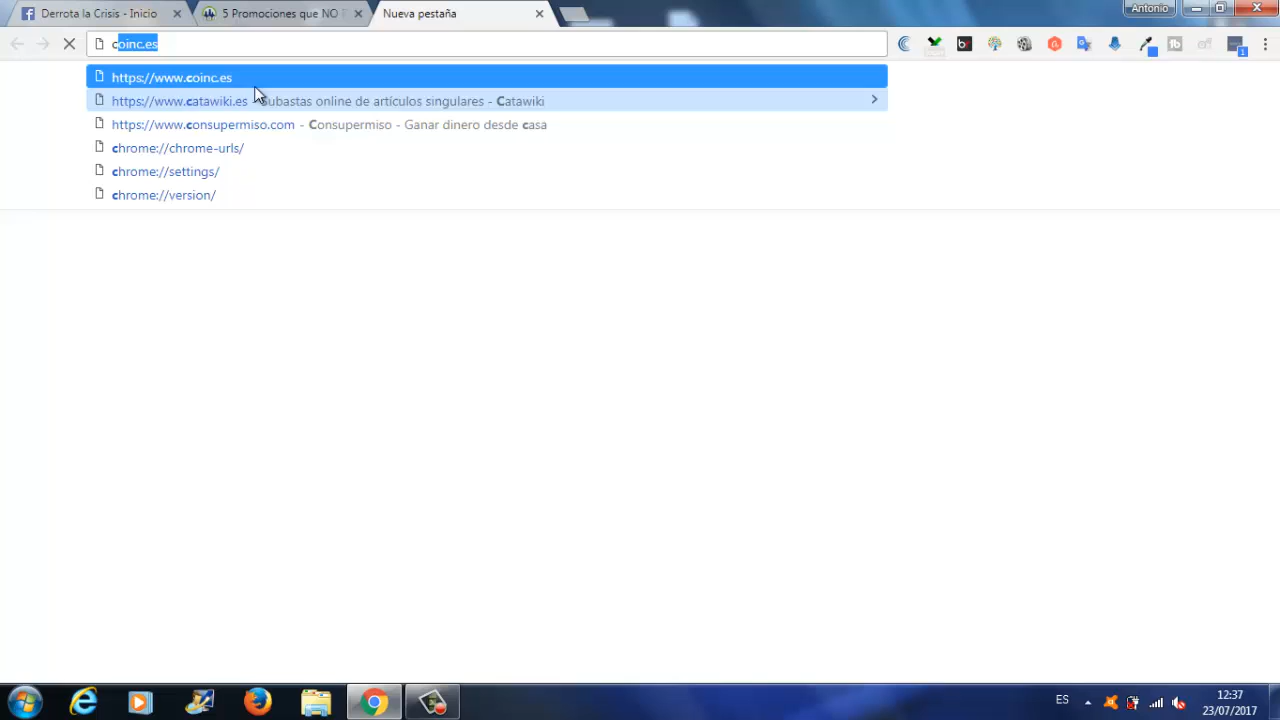 Derrota la Crisis - Inicio
5 Promociones que NO
Nueva pestaña
Antonio
coinc.es
https://www.coinc.es
https://www.catawiki.es - Subastas online de artículos singulares - Catawiki
https://www.consupermiso.com - Consupermiso - Ganar dinero desde casa
chrome://chrome-urls/
chrome://settings/
chrome://version/
1
ES
12:37
23/07/2017